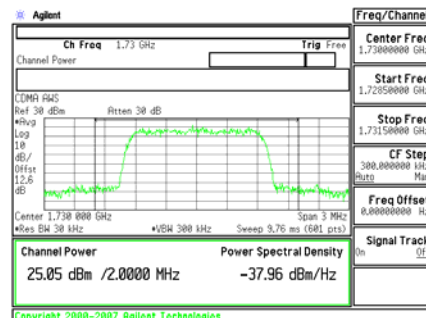 Agilent
Freq/Channel
Ch Freq 1.73 GHz Trig Free
Channel Power
Center Freq
1.73000000 GHz
Start Freq
1.72850000 GHz
Stop Freq
1.73150000 GHz
CF Step
300.000000 kHz
Auto Man
Freq Offset
0.00000000 Hz
Signal Track
On Off
CDMA AWS
Ref 30 dBm Atten 30 dB
#Avg
Log
10
dB/
Offst
12.6
dB
Center 1.730 000 GHz Span 3 MHz
#Res BW 30 kHz #VBW 300 kHz Sweep 9.76 ms (601 pts)
Channel Power Power Spectral Density
25.05 dBm /2.0000 MHz -37.96 dBm/Hz
Copyright 2000-2007 Agilent Technologies